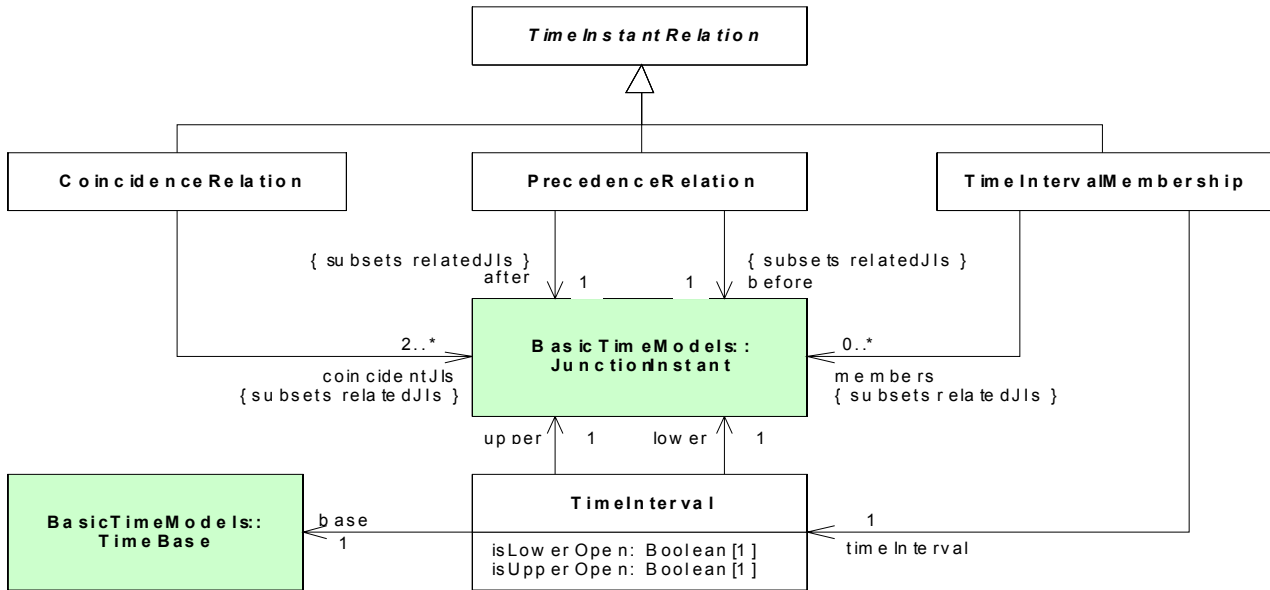 TimeInstantRelation
CoincidenceRelation
PrecedenceRelation
TimeIntervalMembership
{ subsets relatedJIs }
after
1
1
{ subsets relatedJIs }
before
BasicTimeModels::
JunctionInstant
2..*
coincidentJIs
{ subsets relatedJIs }
0..*
members
{ subsets relatedJIs }
upper
1
lower
1
BasicTimeModels::
TimeBase
base
1
TimeInterval
isLowerOpen: Boolean[1]
isUpperOpen: Boolean[1]
1
timeInterval